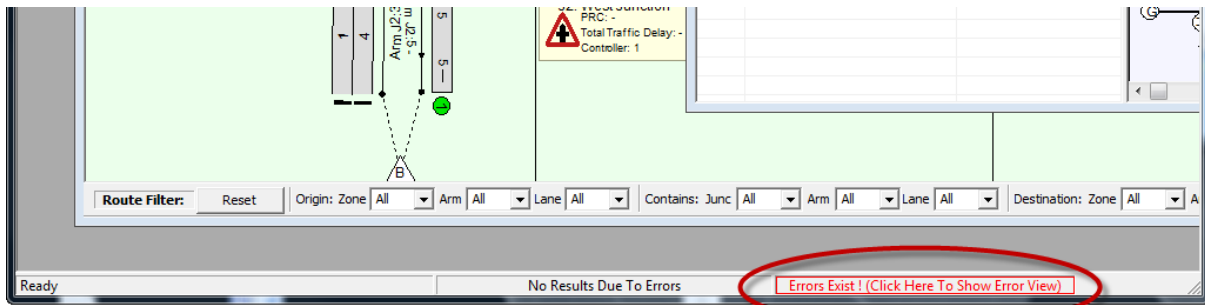 1
4
Arm J2:3
m J2:5 -
5
5
1
B
J2: West Junction
PRC: -
Total Traffic Delay: -
Controller: 1
G
Route Filter:
Reset
Origin: Zone All Arm All Lane All
Contains: Junc All Arm All Lane All
Destination: Zone All A
Ready
No Results Due To Errors
Errors Exist ! (Click Here To Show Error View)